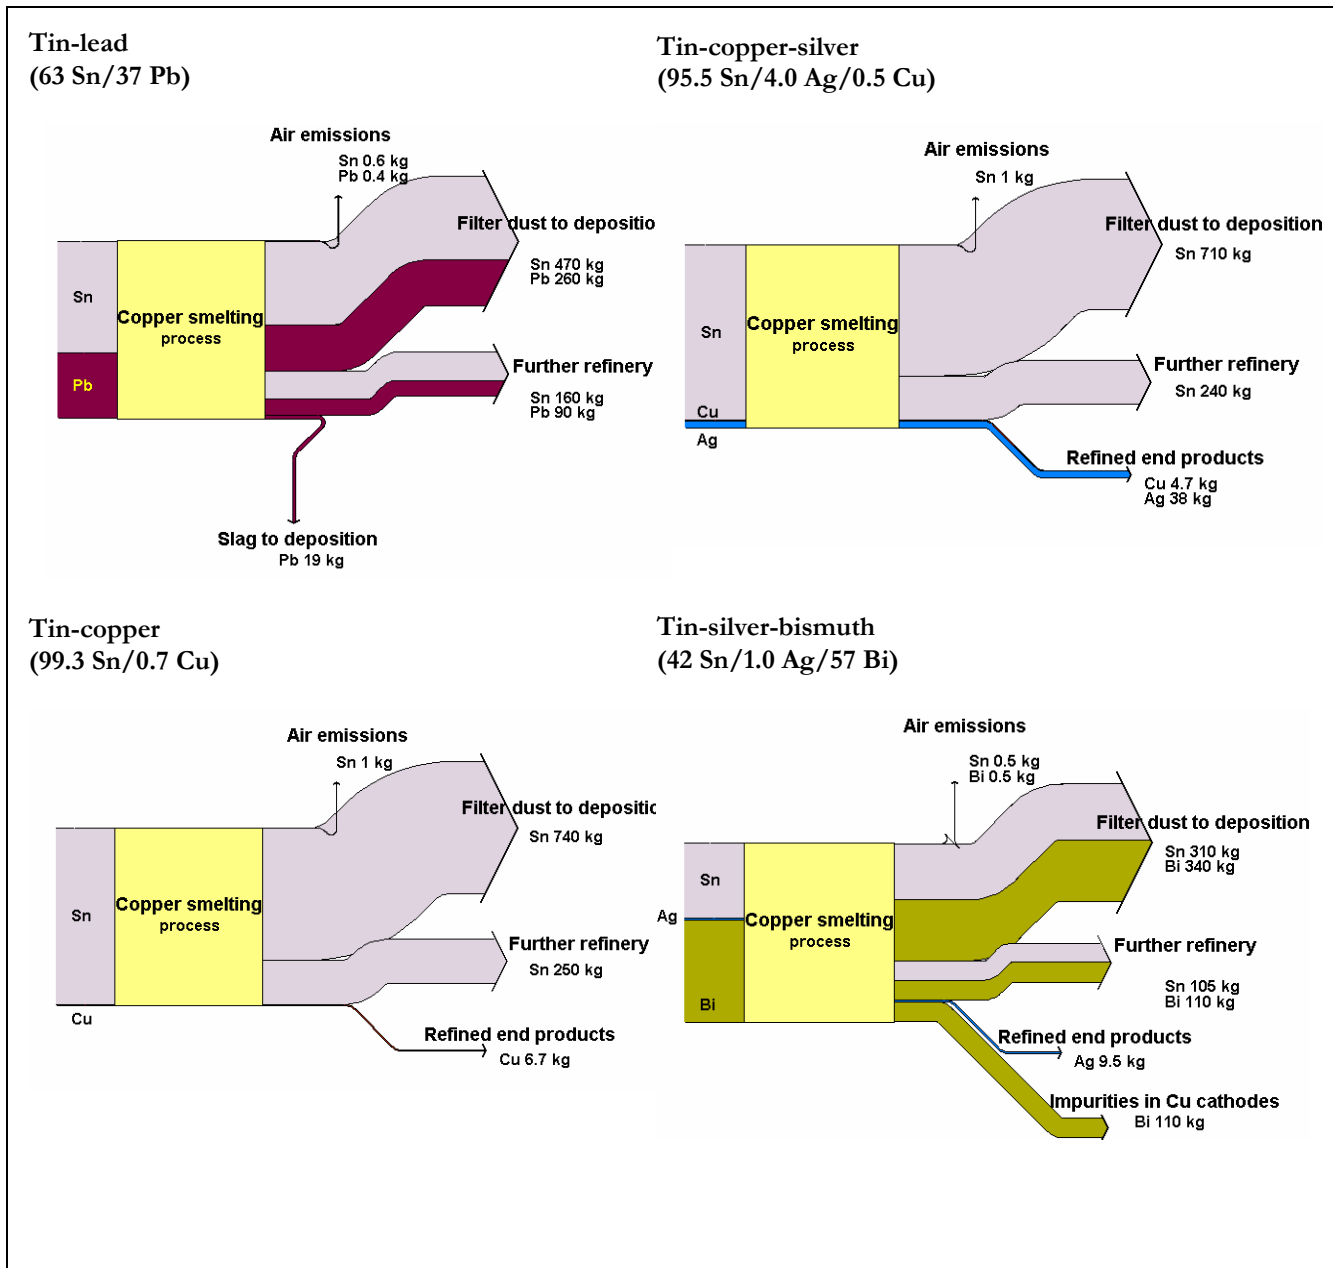 Tin-lead
(63 Sn/37 Pb)
Air emissions
Sn 0.6 kg
Pb 0.4 kg
Filter dust to depositio
Sn 470 kg
Pb 260 kg
Sn
Copper smelting
process
Pb
Further refinery
Sn 160 kg
Pb 90 kg
Slag to deposition
Pb 19 kg
Tin-copper-silver
(95.5 Sn/4.0 Ag/0.5 Cu)
Air emissions
Sn 1 kg
Filter dust to deposition
Sn 710 kg
Sn
Copper smelting
process
Further refinery
Sn 240 kg
Cu
Ag
Refined end products
Cu 4.7 kg
Ag 38 kg
Tin-copper
(99.3 Sn/0.7 Cu)
Air emissions
Sn 1 kg
Filter dust to depositic
Sn 740 kg
Sn
Copper smelting
process
Further refinery
Sn 250 kg
Cu
Refined end products
Cu 6.7 kg
Tin-silver-bismuth
(42 Sn/1.0 Ag/57 Bi)
Air emissions
Sn 0.5 kg
Bi 0.5 kg
Filter dust to deposition
Sn 310 kg
Bi 340 kg
Sn
Ag
Copper smelting
process
Further refinery
Sn 105 kg
Bi 110 kg
Bi
Refined end products
Ag 9.5 kg
Impurities in Cu cathodes
Bi 110 kg